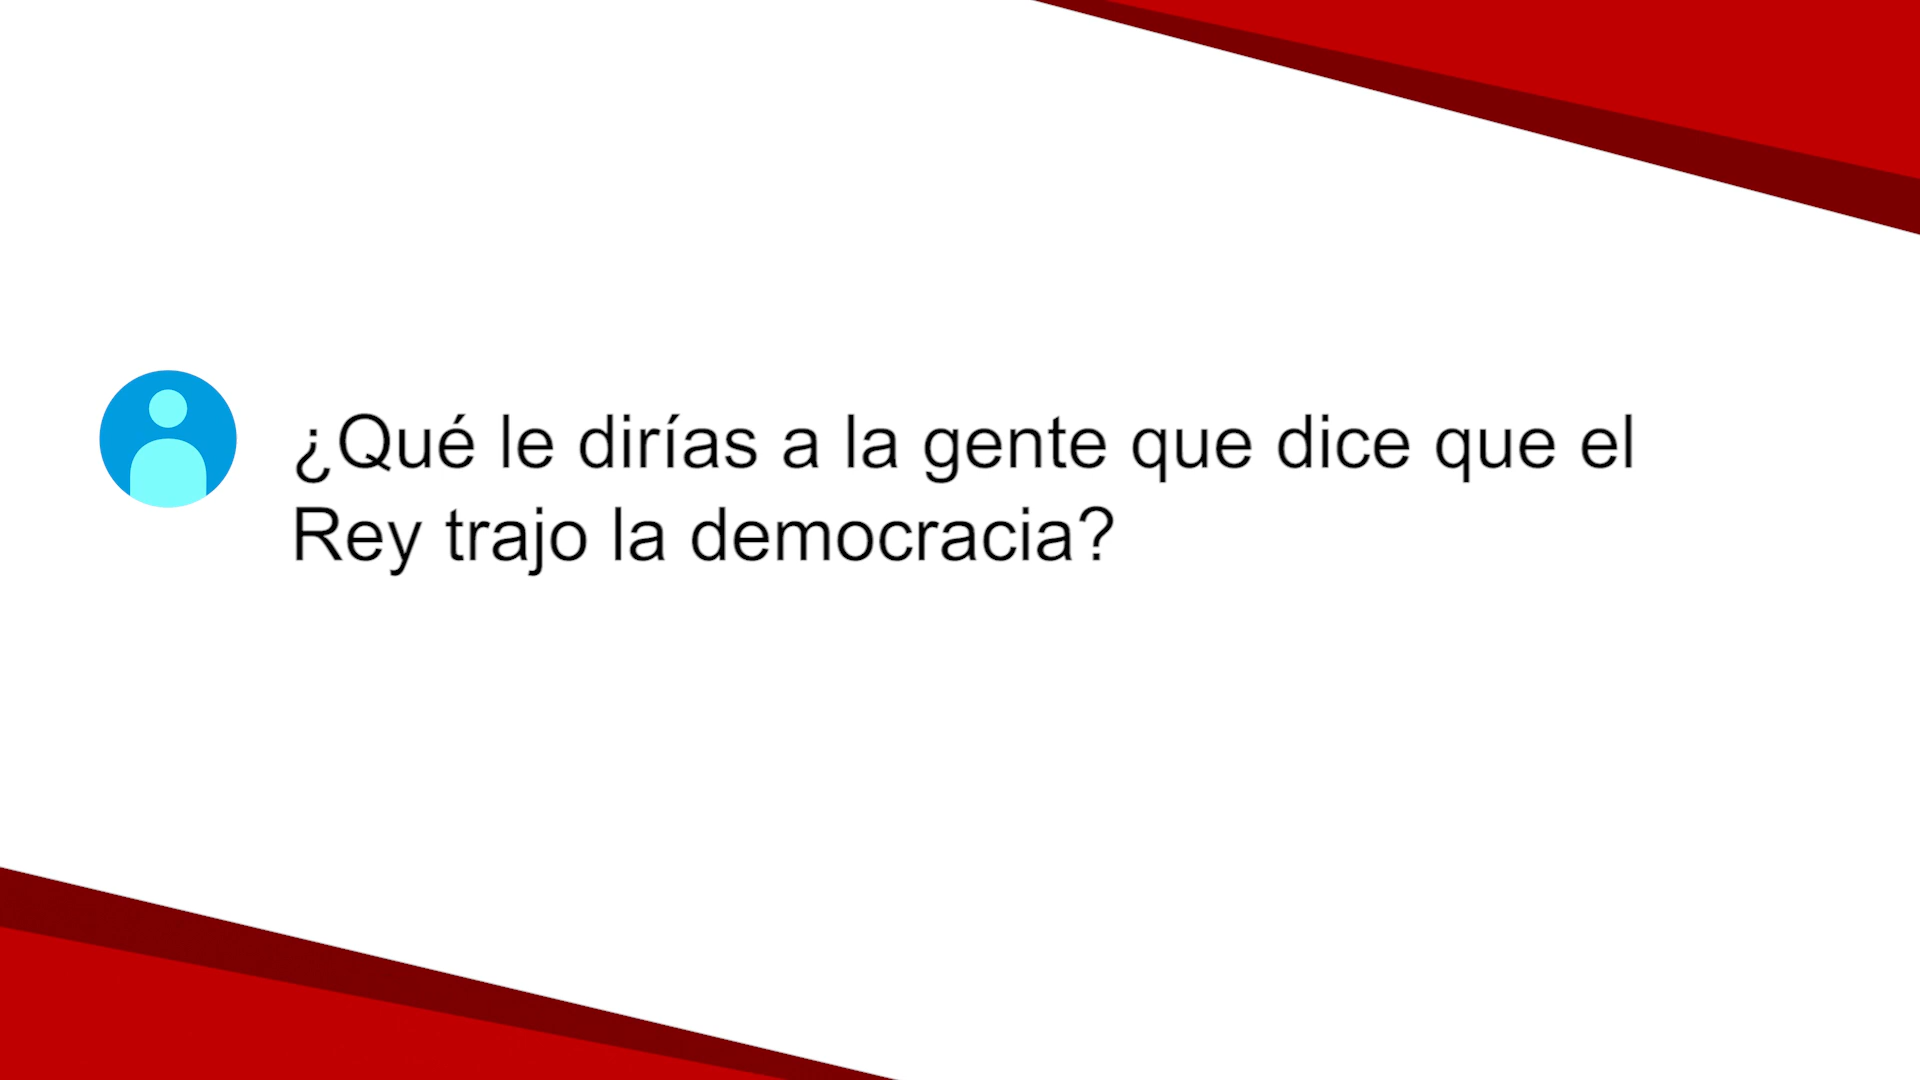 ¿Qué le dirías a la gente que dice que el
Rey trajo la democracia?